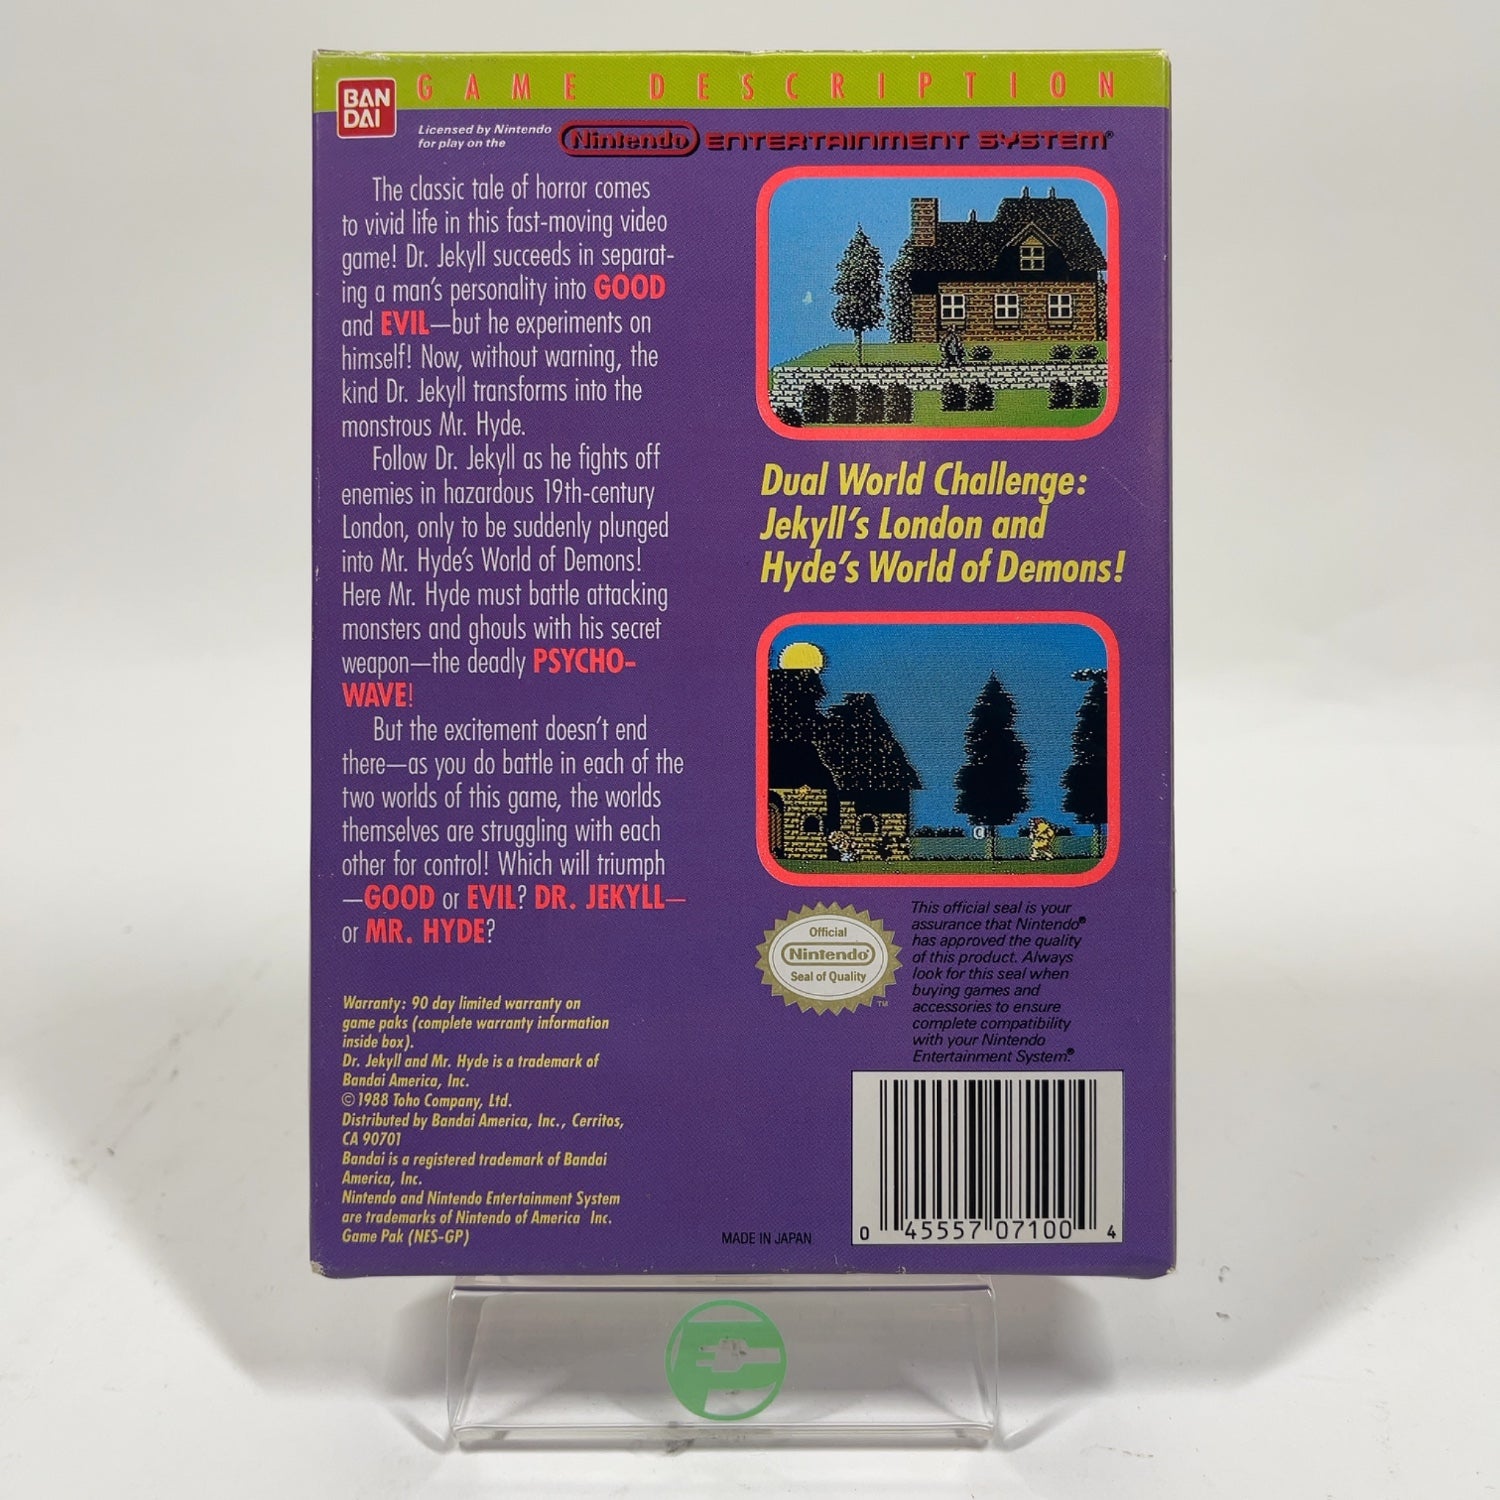 GAME DESCRIPTION
BAN
DAI
Licensed by Nintendo
for play on the
Nintendo ENTERTAINMENT SYSTEM®
The classic tale of horror comes
to vivid life in this fast-moving video
game! Dr. Jekyll succeeds in separat-
ing a man's personality into GOOD
and EVIL—but he experiments on
himself! Now, without warning, the
kind Dr. Jekyll transforms into the
monstrous Mr. Hyde.
Follow Dr. Jekyll as he fights off
enemies in hazardous 19th-century
London, only to be suddenly plunged
into Mr. Hyde's World of Demons!
Here Mr. Hyde must battle attacking
monsters and ghouls with his secret
weapon—the deadly PSYCHO-
WAVE!
But the excitement doesn't end
there—as you do battle in each of the
two worlds of this game, the worlds
themselves are struggling with each
other for control! Which will triumph
—GOOD or EVIL? DR. JEKYLL—
or MR. HYDE?
Warranty: 90 day limited warranty on
game paks (complete warranty information
inside box).
Dr. Jekyll and Mr. Hyde is a trademark of
Bandai America, Inc.
© 1988 Toho Company, Ltd.
Distributed by Bandai America, Inc., Cerritos,
CA 90701
Bandai is a registered trademark of Bandai
America, Inc.
Nintendo and Nintendo Entertainment System
are trademarks of Nintendo of America Inc.
Game Pak (NES-GP)
Dual World Challenge:
Jekyll's London and
Hyde's World of Demons!
C
Official
Nintendo®
Seal of Quality
TM
This official seal is your
assurance that Nintendo®
has approved the quality
of this product. Always
look for this seal when
buying games and
accessories to ensure
complete compatibility
with your Nintendo
Entertainment System.®
MADE IN JAPAN
0 45557 07100 4